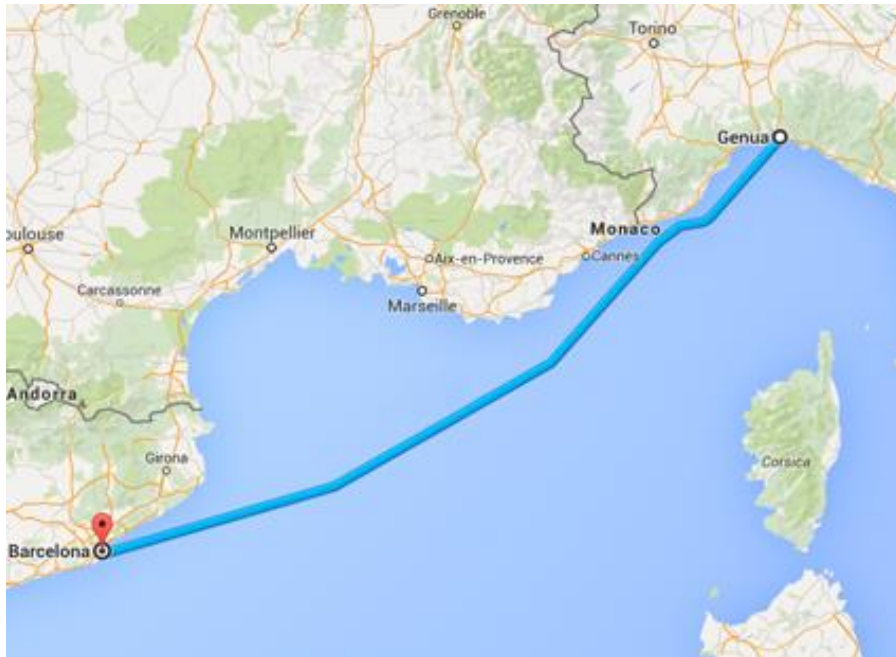 Grenoble
Torino
Genua
Monaco
oulouse
Montpellier
Aix-en-Provence
Cannes
Carcassonne
Marseille
Andorra
Girona
Corsica
Barcelona